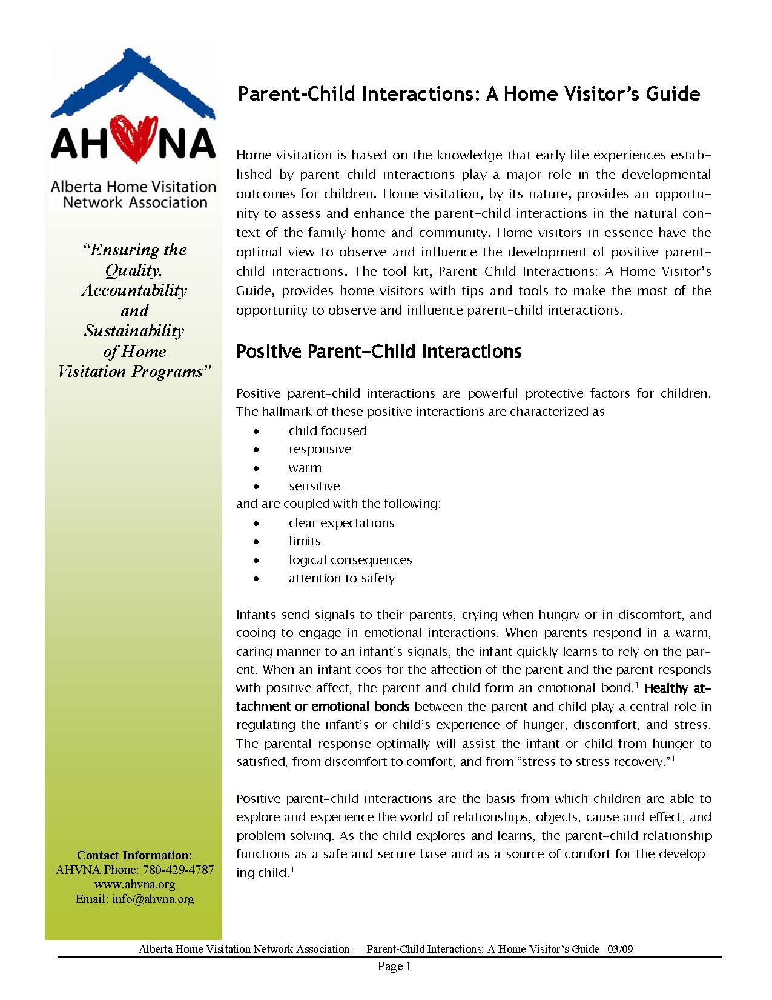 AHVNA
Alberta Home Visitation
Network Association
“Ensuring the
Quality,
Accountability
and
Sustainability
of Home
Visitation Programs”
Contact Information:
AHVNA Phone: 780-429-4787
www.ahvna.org
Email: info@ahvna.org
Parent-Child Interactions: A Home Visitor’s Guide
Home visitation is based on the knowledge that early life experiences estab-
lished by parent-child interactions play a major role in the developmental
outcomes for children. Home visitation, by its nature, provides an opportu-
nity to assess and enhance the parent-child interactions in the natural con-
text of the family home and community. Home visitors in essence have the
optimal view to observe and influence the development of positive parent-
child interactions. The tool kit, Parent-Child Interactions: A Home Visitor’s
Guide, provides home visitors with tips and tools to make the most of the
opportunity to observe and influence parent-child interactions.
Positive Parent-Child Interactions
Positive parent-child interactions are powerful protective factors for children.
The hallmark of these positive interactions are characterized as
• child focused
• responsive
• warm
• sensitive
and are coupled with the following:
• clear expectations
• limits
• logical consequences
• attention to safety
Infants send signals to their parents, crying when hungry or in discomfort, and
cooing to engage in emotional interactions. When parents respond in a warm,
caring manner to an infant’s signals, the infant quickly learns to rely on the par-
ent. When an infant coos for the affection of the parent and the parent responds
with positive affect, the parent and child form an emotional bond.¹ Healthy at-
tachment or emotional bonds between the parent and child play a central role in
regulating the infant’s or child’s experience of hunger, discomfort, and stress.
The parental response optimally will assist the infant or child from hunger to
satisfied, from discomfort to comfort, and from “stress to stress recovery.”¹
Positive parent-child interactions are the basis from which children are able to
explore and experience the world of relationships, objects, cause and effect, and
problem solving. As the child explores and learns, the parent-child relationship
functions as a safe and secure base and as a source of comfort for the develop-
ing child.¹
Alberta Home Visitation Network Association — Parent-Child Interactions: A Home Visitor’s Guide 03/09
Page 1